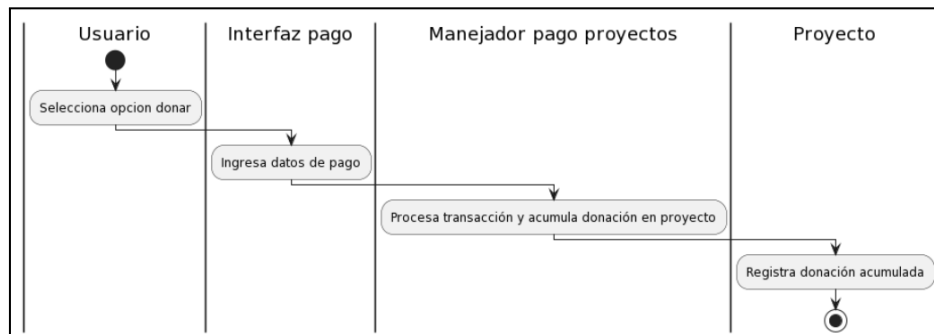 Usuario
Interfaz pago
Manejador pago proyectos
Proyecto
Selecciona opcion donar
Ingresa datos de pago
Procesa transacción y acumula donación en proyecto
Registra donación acumulada